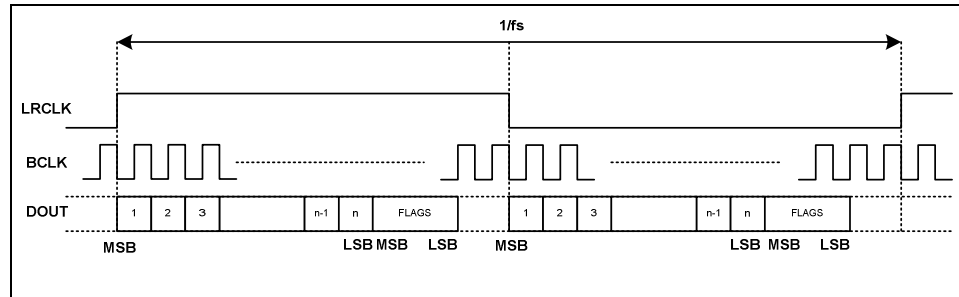 1/fs
LRCLK
BCLK
DOUT
1 2 3 n-1 n FLAGS 1 2 3 n-1 n FLAGS
MSB LSB MSB LSB MSB LSB MSB LSB